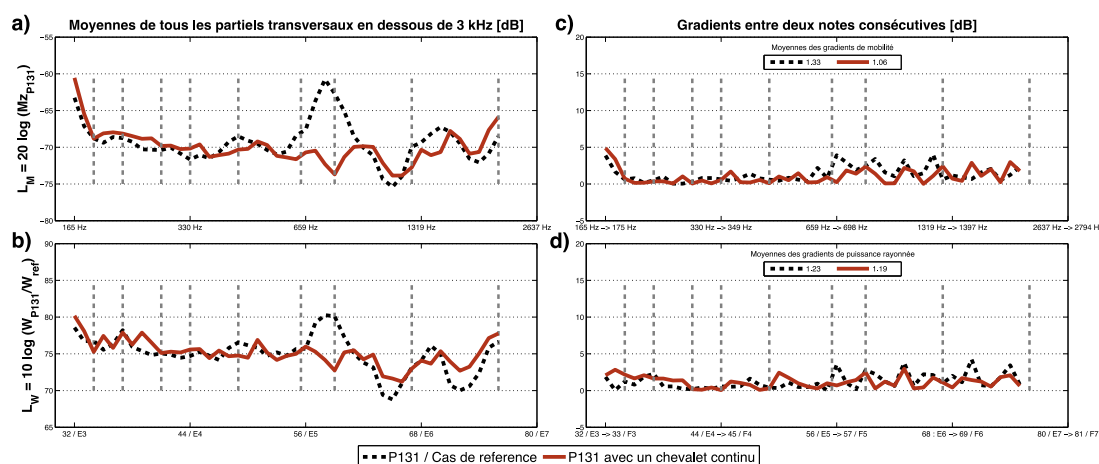 a) Moyennes de tous les partiels transversaux en dessous de 3 kHz [dB]
L_M = 20 log (Mz_P131)
−55
−60
−65
−70
−75
−80
165 Hz 330 Hz 659 Hz 1319 Hz 2637 Hz
c) Gradients entre deux notes consécutives [dB]
Moyennes des gradients de mobilité
1.33 1.06
20
15
10
5
0
−5
165 Hz −> 175 Hz 330 Hz −> 349 Hz 659 Hz −> 698 Hz 1319 Hz −> 1397 Hz 2637 Hz −> 2794 H
b)
L_W = 10 log (W_P131/W_ref)
90
85
80
75
70
65
32 / E3 44 / E4 56 / E5 68 / E6 80 / E7
d)
Moyennes des gradients de puissance rayonnée
1.23 1.19
20
15
10
5
0
−5
32 / E3 −> 33 / F3 44 / E4 −> 45 / F4 56 / E5 −> 57 / F5 68 : E6 −> 69 / F6 80 / E7 −> 81 / F7
P131 / Cas de reference P131 avec un chevalet continu